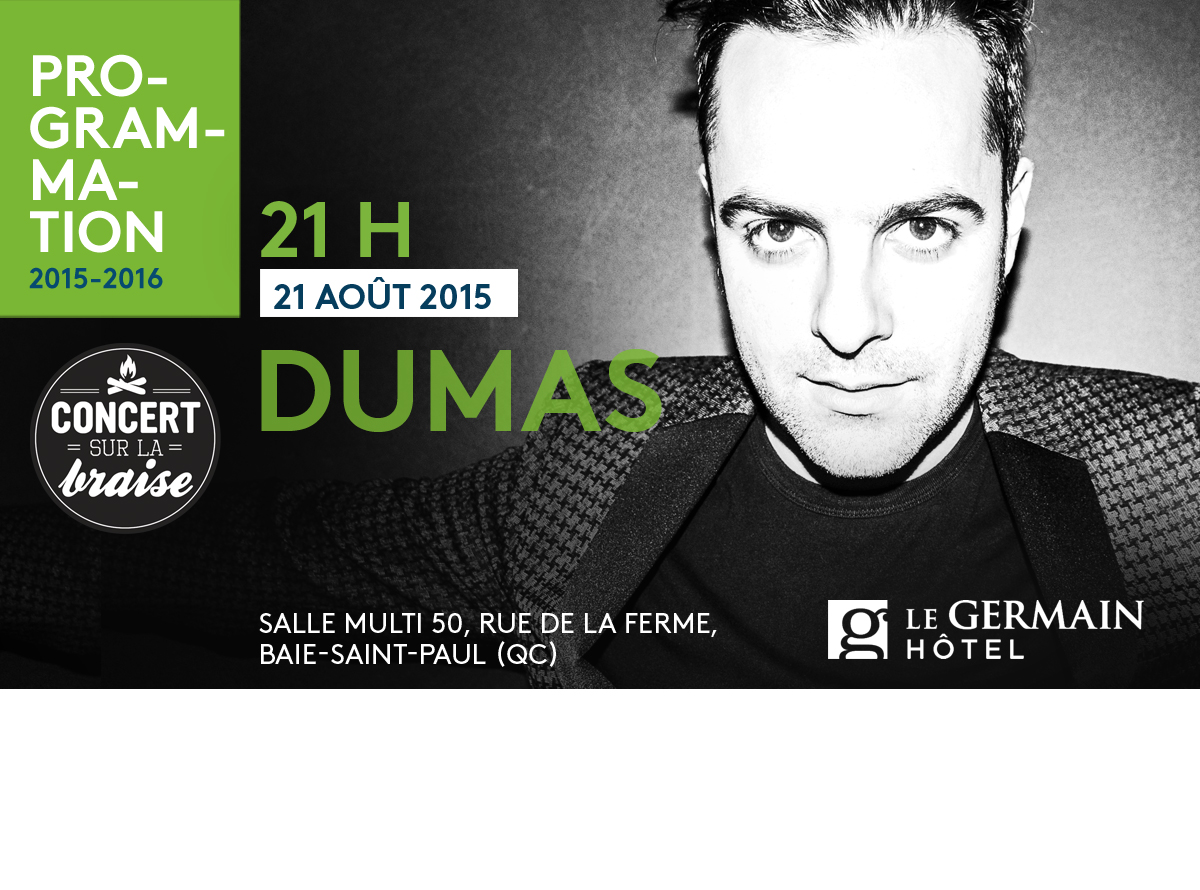 PRO-
GRAM-
MA-
TION
2015-2016
21 H
21 AOÛT 2015
DUMAS
CONCERT
SUR LA
braise
SALLE MULTI 50, RUE DE LA FERME,
BAIE-SAINT-PAUL (QC)
g LE GERMAIN
HÔTEL